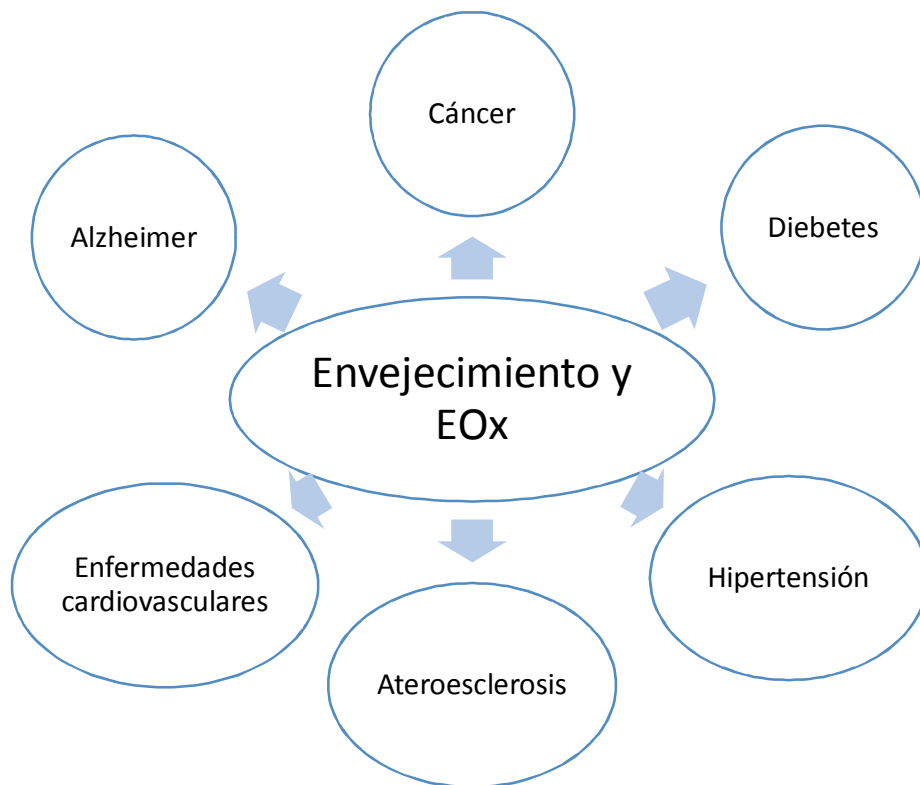 Cáncer
Alzheimer
Diebetes
Envejecimiento y
EOx
Enfermedades
cardiovasculares
Hipertensión
Ateroesclerosis